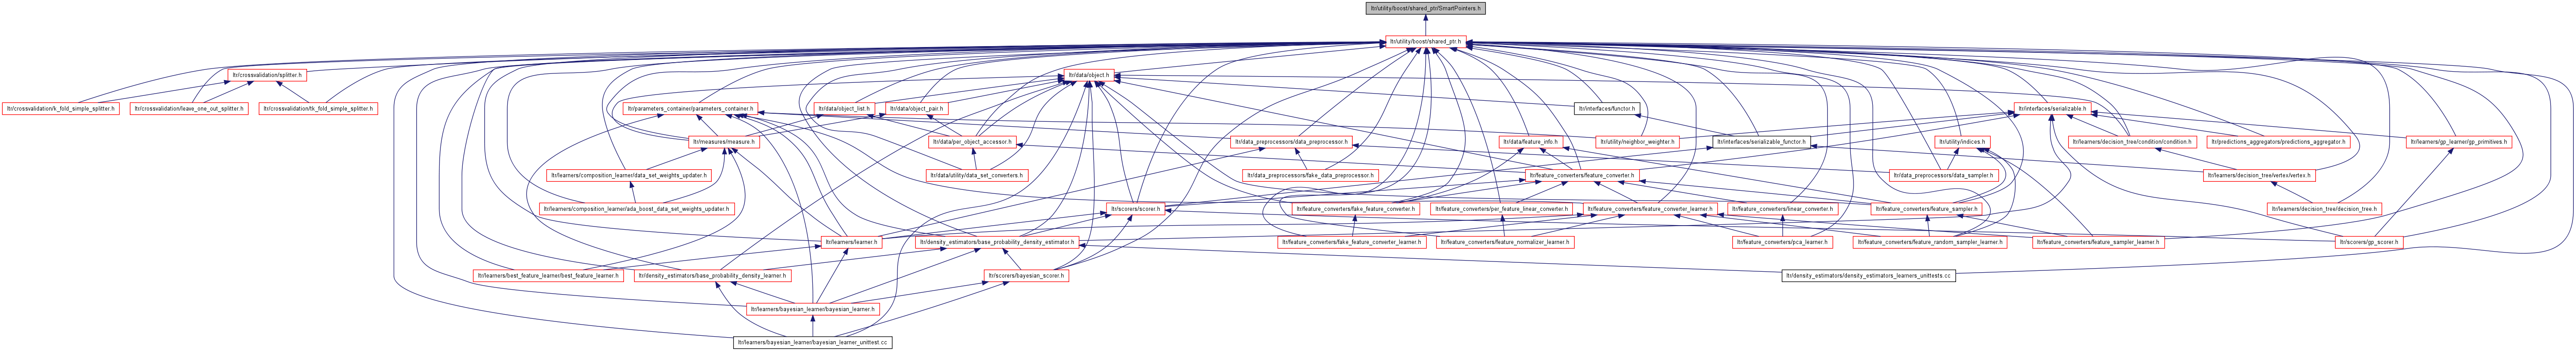 ltr/utility/boost/shared_ptr/SmartPointers.h
ltr/utility/boost/shared_ptr.h
ltr/crossvalidation/splitter.h
ltr/data/object.h
ltr/crossvalidation/k_fold_simple_splitter.h
ltr/crossvalidation/leave_one_out_splitter.h
ltr/crossvalidation/tk_fold_simple_splitter.h
ltr/parameters_container/parameters_container.h
ltr/data/object_list.h
ltr/data/object_pair.h
ltr/interfaces/functor.h
ltr/interfaces/serializable.h
ltr/measures/measure.h
ltr/data/per_object_accessor.h
ltr/data_preprocessors/data_preprocessor.h
ltr/data/feature_info.h
ltr/utility/neighbor_weighter.h
ltr/interfaces/serializable_functor.h
ltr/utility/indices.h
ltr/learners/decision_tree/condition/condition.h
ltr/predictions_aggregators/predictions_aggregator.h
ltr/learners/gp_learner/gp_primitives.h
ltr/learners/composition_learner/data_set_weights_updater.h
ltr/data/utility/data_set_converters.h
ltr/data_preprocessors/fake_data_preprocessor.h
ltr/feature_converters/feature_converter.h
ltr/data_preprocessors/data_sampler.h
ltr/learners/decision_tree/vertex/vertex.h
ltr/learners/composition_learner/ada_boost_data_set_weights_updater.h
ltr/scorers/scorer.h
ltr/feature_converters/fake_feature_converter.h
ltr/feature_converters/per_feature_linear_converter.h
ltr/feature_converters/feature_converter_learner.h
ltr/feature_converters/linear_converter.h
ltr/feature_converters/feature_sampler.h
ltr/learners/decision_tree/decision_tree.h
ltr/learners/learner.h
ltr/density_estimators/base_probability_density_estimator.h
ltr/feature_converters/fake_feature_converter_learner.h
ltr/feature_converters/feature_normalizer_learner.h
ltr/feature_converters/pca_learner.h
ltr/feature_converters/feature_random_sampler_learner.h
ltr/feature_converters/feature_sampler_learner.h
ltr/scorers/gp_scorer.h
ltr/learners/best_feature_learner/best_feature_learner.h
ltr/density_estimators/base_probability_density_learner.h
ltr/scorers/bayesian_scorer.h
ltr/density_estimators/density_estimators_learners_unittests.cc
ltr/learners/bayesian_learner/bayesian_learner.h
ltr/learners/bayesian_learner/bayesian_learner_unittest.cc